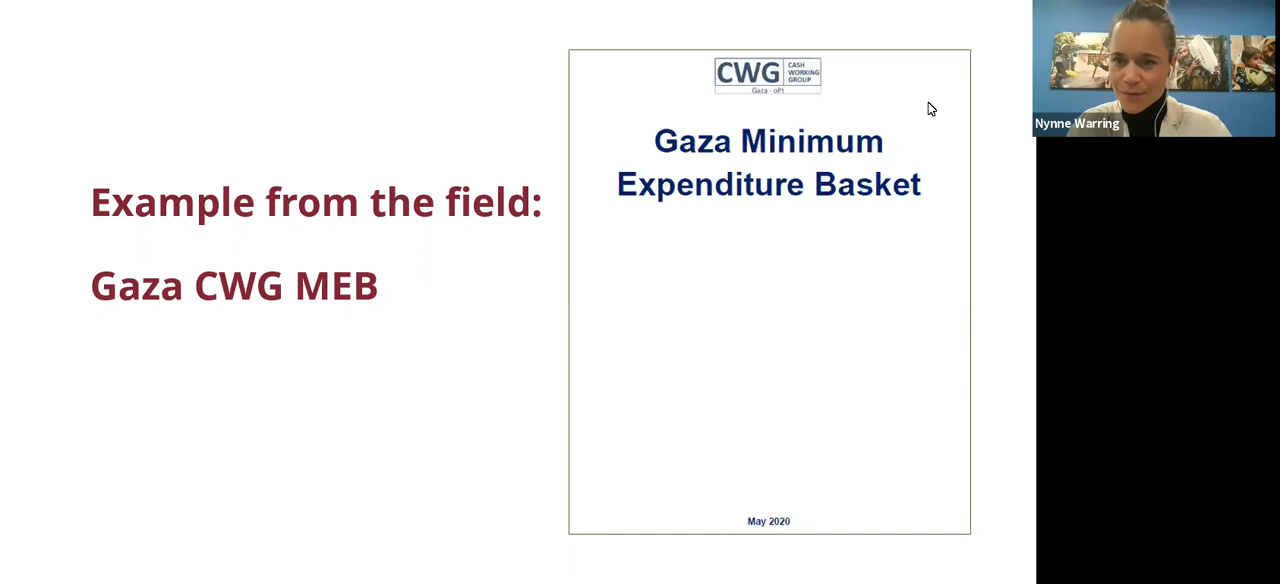 Example from the field:
Gaza CWG MEB
CWG CASH
WORKING
GROUP
Gaza - oPt
Gaza Minimum
Expenditure Basket
May 2020
Nynne Warring